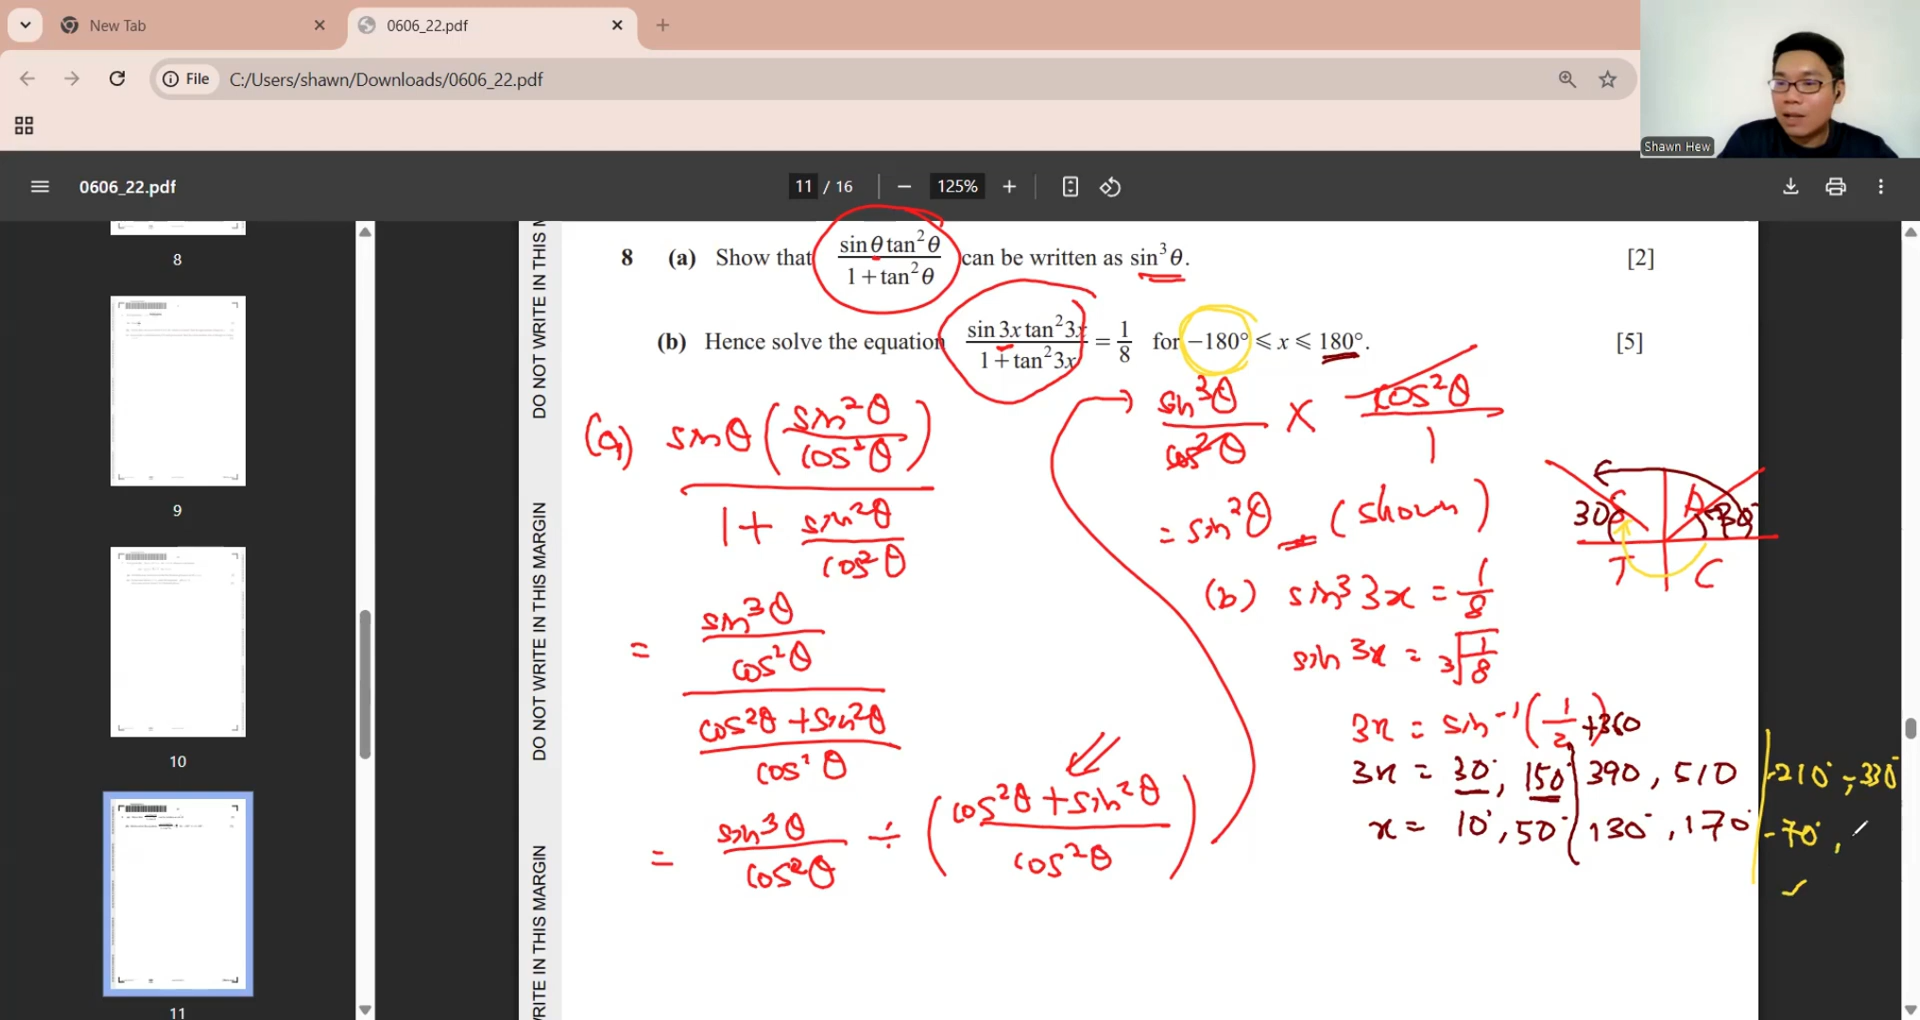 New Tab
0606_22.pdf
File C:/Users/shawn/Downloads/0606_22.pdf
Shawn Hew
0606_22.pdf 11 / 16 125%
8
9
10
11
DO NOT WRITE IN THIS M
DO NOT WRITE IN THIS MARGIN
WRITE IN THIS MARGIN
8 (a) Show that sinθ tan²θ / 1 + tan²θ can be written as sin³θ. [2]
(b) Hence solve the equation sin 3x tan²3x / 1 + tan²3x = 1/8 for −180° ⩽ x ⩽ 180°. [5]
(a) sinθ (sin²θ / cos²θ)
1 + sin²θ / cos²θ
= sin³θ / cos²θ
cos²θ + sin²θ / cos²θ
= sin³θ / cos²θ ÷ (cos²θ + sin²θ / cos²θ)
sin³θ / cos²θ × cos²θ / 1
= sin³θ (shown)
(b) sin³ 3x = 1/8
sin 3x = ³√1/8
3x = sin⁻¹(1/2) +360
3x = 30°, 150° 390, 510 -210°, -330°
x = 10°, 50° 130°, 170° -70°,
S A
30° 30°
T C